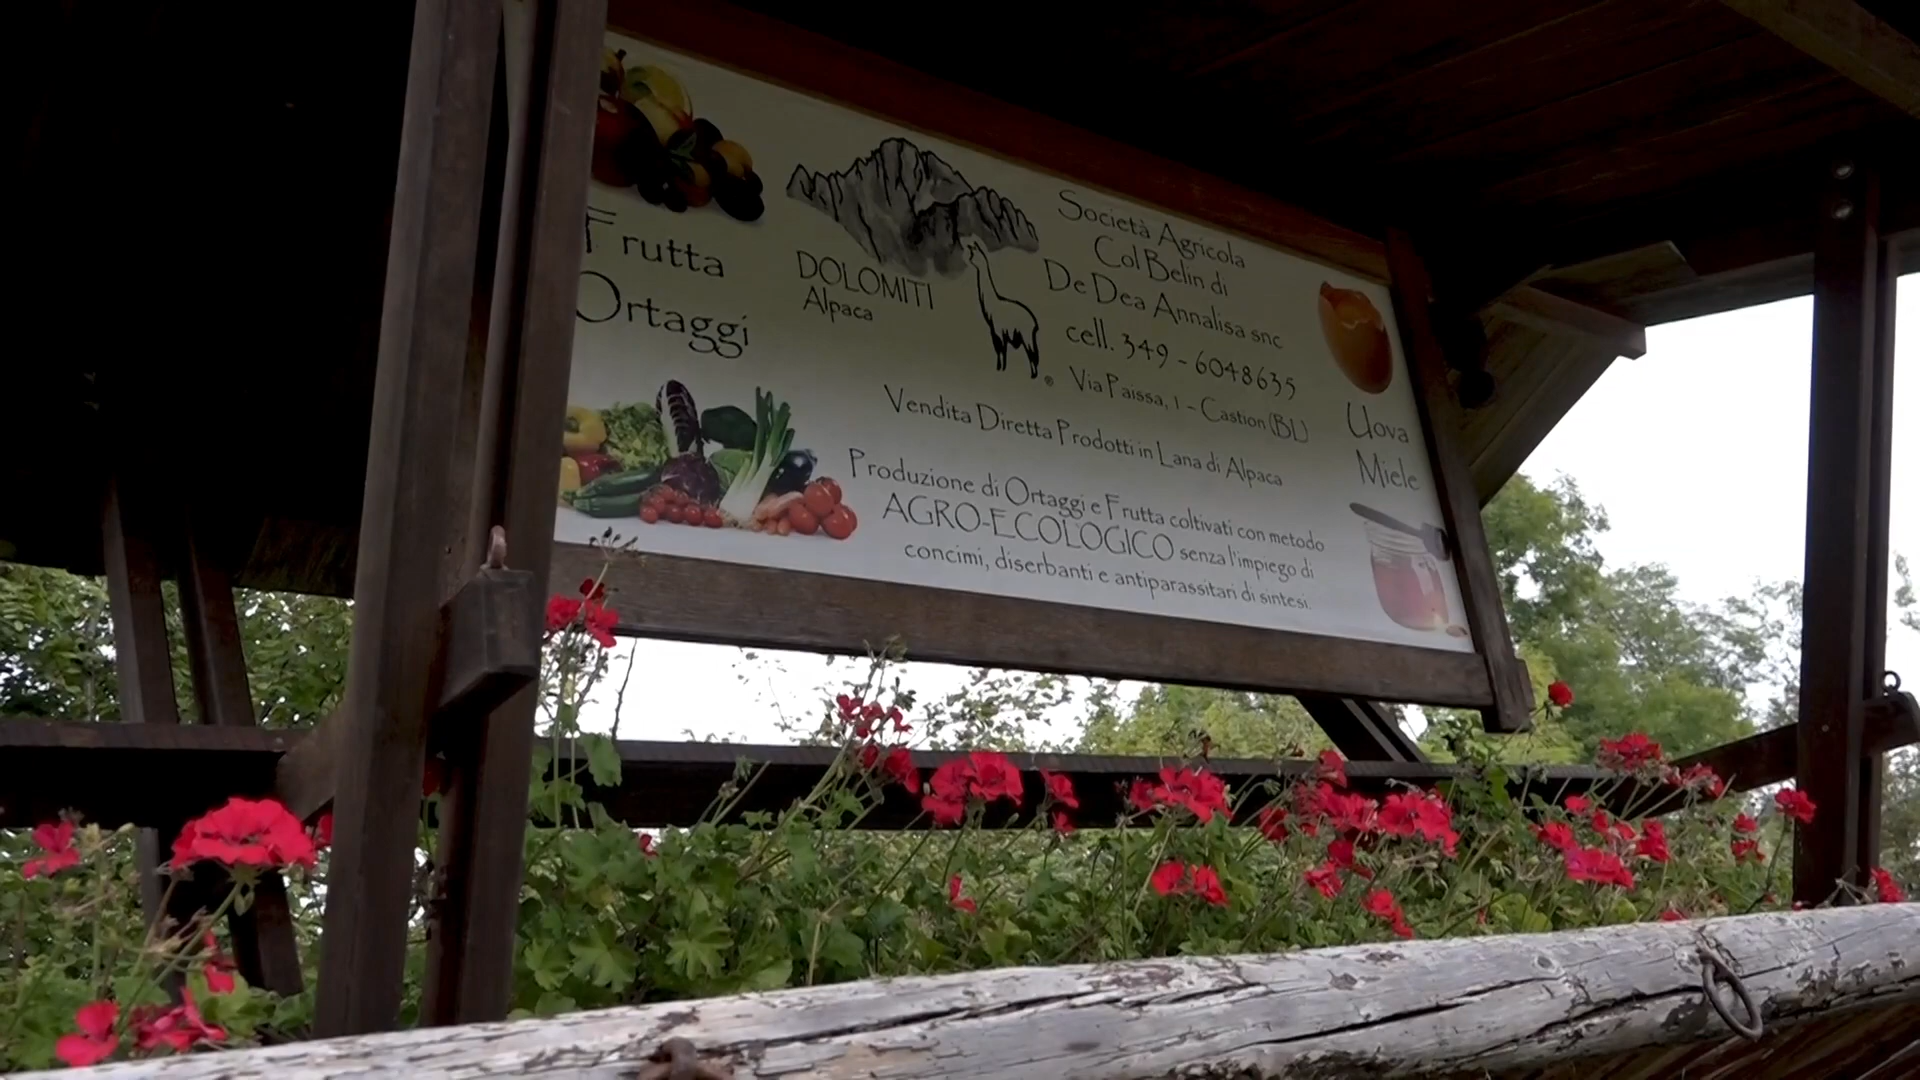 Frutta
Ortaggi
DOLOMITI
Alpaca
®
Società Agricola
Col Belin di
De Dea Annalisa snc
cell. 349 - 6048635
Via Paissa, 1 - Castion (BL)
Vendita Diretta Prodotti in Lana di Alpaca
Produzione di Ortaggi e Frutta coltivati con metodo
AGRO-ECOLOGICO senza l'impiego di
concimi, diserbanti e antiparassitari di sintesi.
Uova
Miele